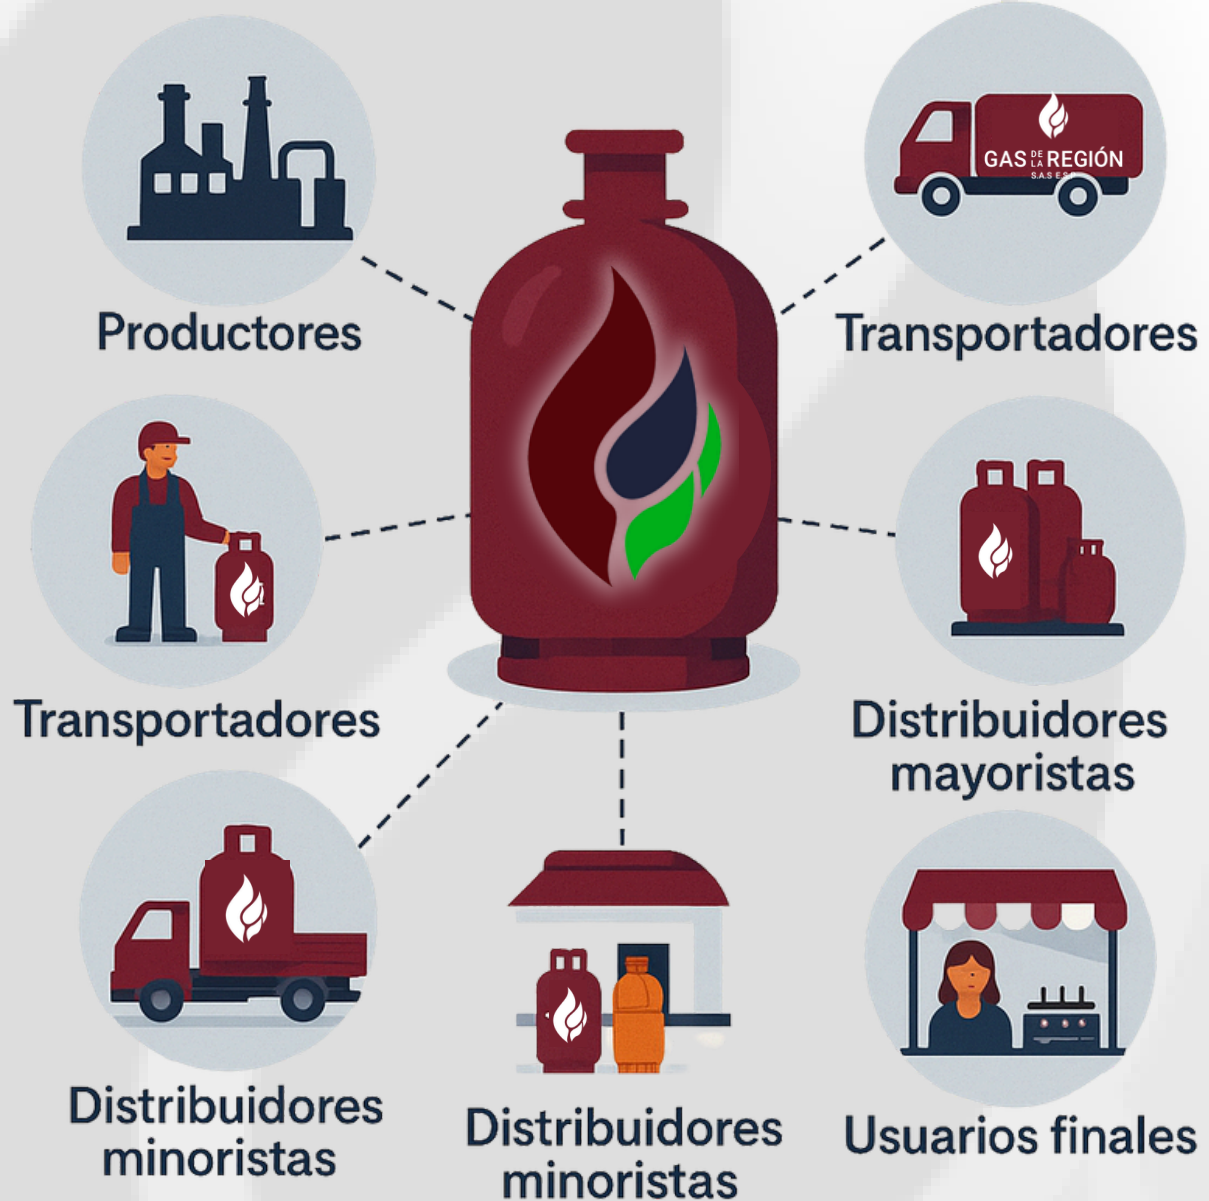 GAS DE LA REGIÓN
S.A.S E.S.P
Productores
Transportadores
Transportadores
Distribuidores
mayoristas
Distribuidores
minoristas
Distribuidores
minoristas
Usuarios finales